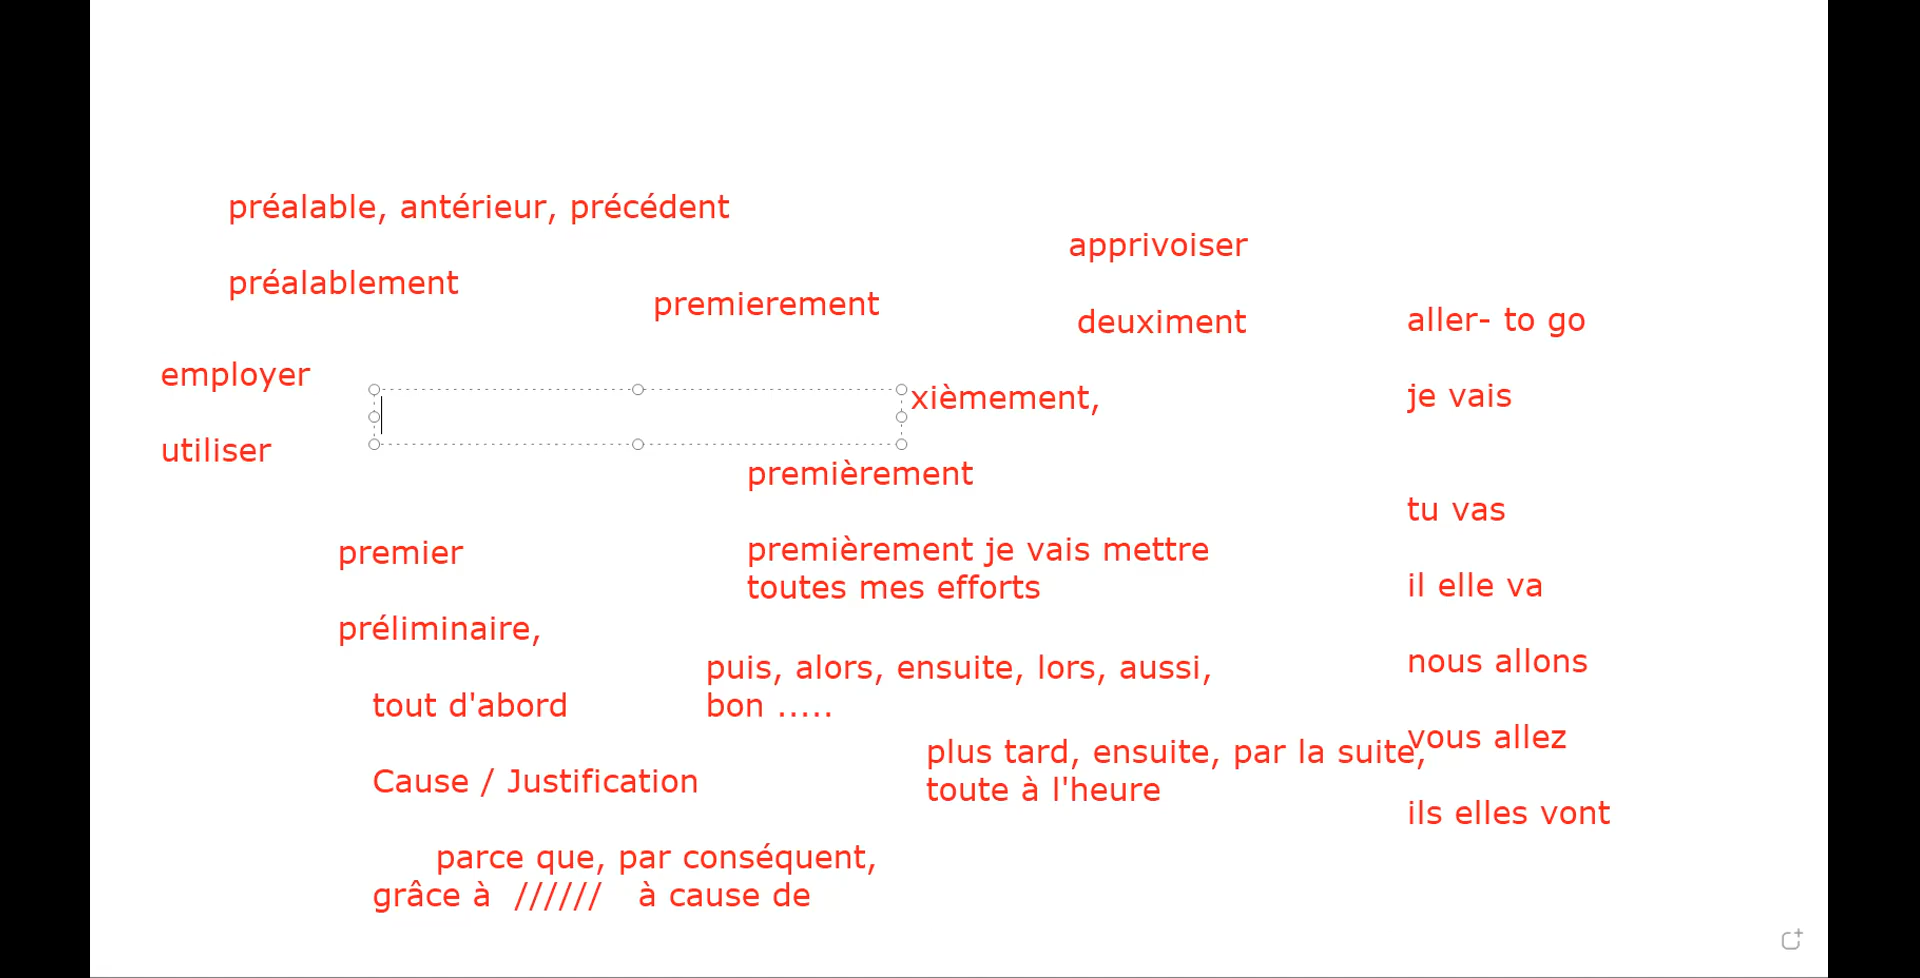 préalable, antérieur, précédent
apprivoiser
préalablement
premierement
deuximent
aller- to go
employer
xièmement,
je vais
utiliser
premièrement
tu vas
premier
premièrement je vais mettre
toutes mes efforts
il elle va
préliminaire,
puis, alors, ensuite, lors, aussi,
bon .....
nous allons
tout d'abord
plus tard, ensuite, par la suite,
toute à l'heure
vous allez
Cause / Justification
ils elles vont
parce que, par conséquent,
grâce à ////// à cause de